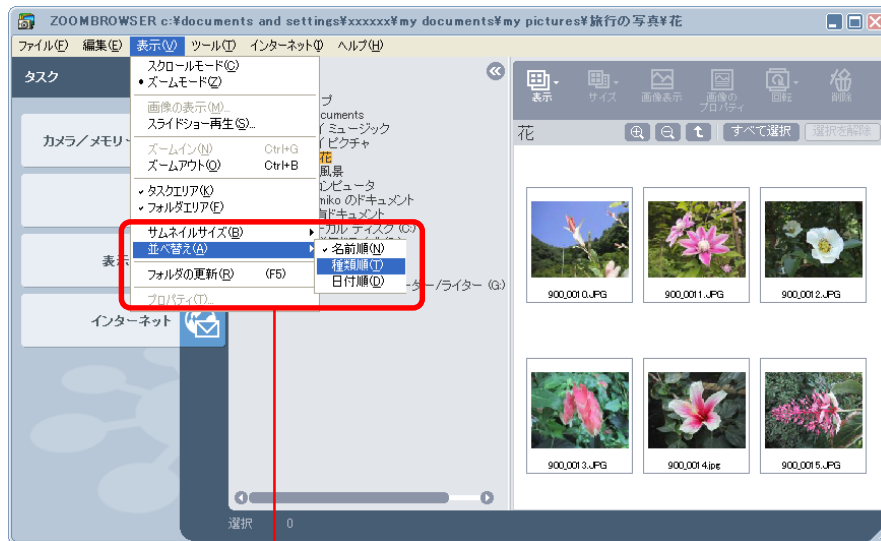 ZOOMBROWSER c:¥documents and settings¥xxxxxx¥my documents¥my pictures¥旅行の写真¥花
ファイル(F) 編集(E) 表示(V) ツール(T) インターネット(I) ヘルプ(H)
タスク
カメラ／メモリ
表示
インターネット
スクロールモード(C)
ズームモード(Z)
画像の表示(M)...
スライドショー再生(S)...
ズームイン(N) Ctrl+G
ズームアウト(O) Ctrl+B
タスクエリア(K)
フォルダエリア(F)
サムネイルサイズ(B)
並べ替え(A)
フォルダの更新(R) (F5)
プロパティ(T)...
名前順(N)
種類順(T)
日付順(D)
プ
cuments
イ ミュージック
イ ピクチャ
花
風景
コンピュータ
miko のドキュメント
有ドキュメント
ーカル ディスク (C:)
ーター/ライター (G:)
表示 サイズ 画像表示 画像のプロパティ 回転 削除
花 すべて選択 選択を解除
900_0010.JPG 900_0011.JPG 900_0012.JPG
900_0013.JPG 900_0014.jpg 900_0015.JPG
選択 0